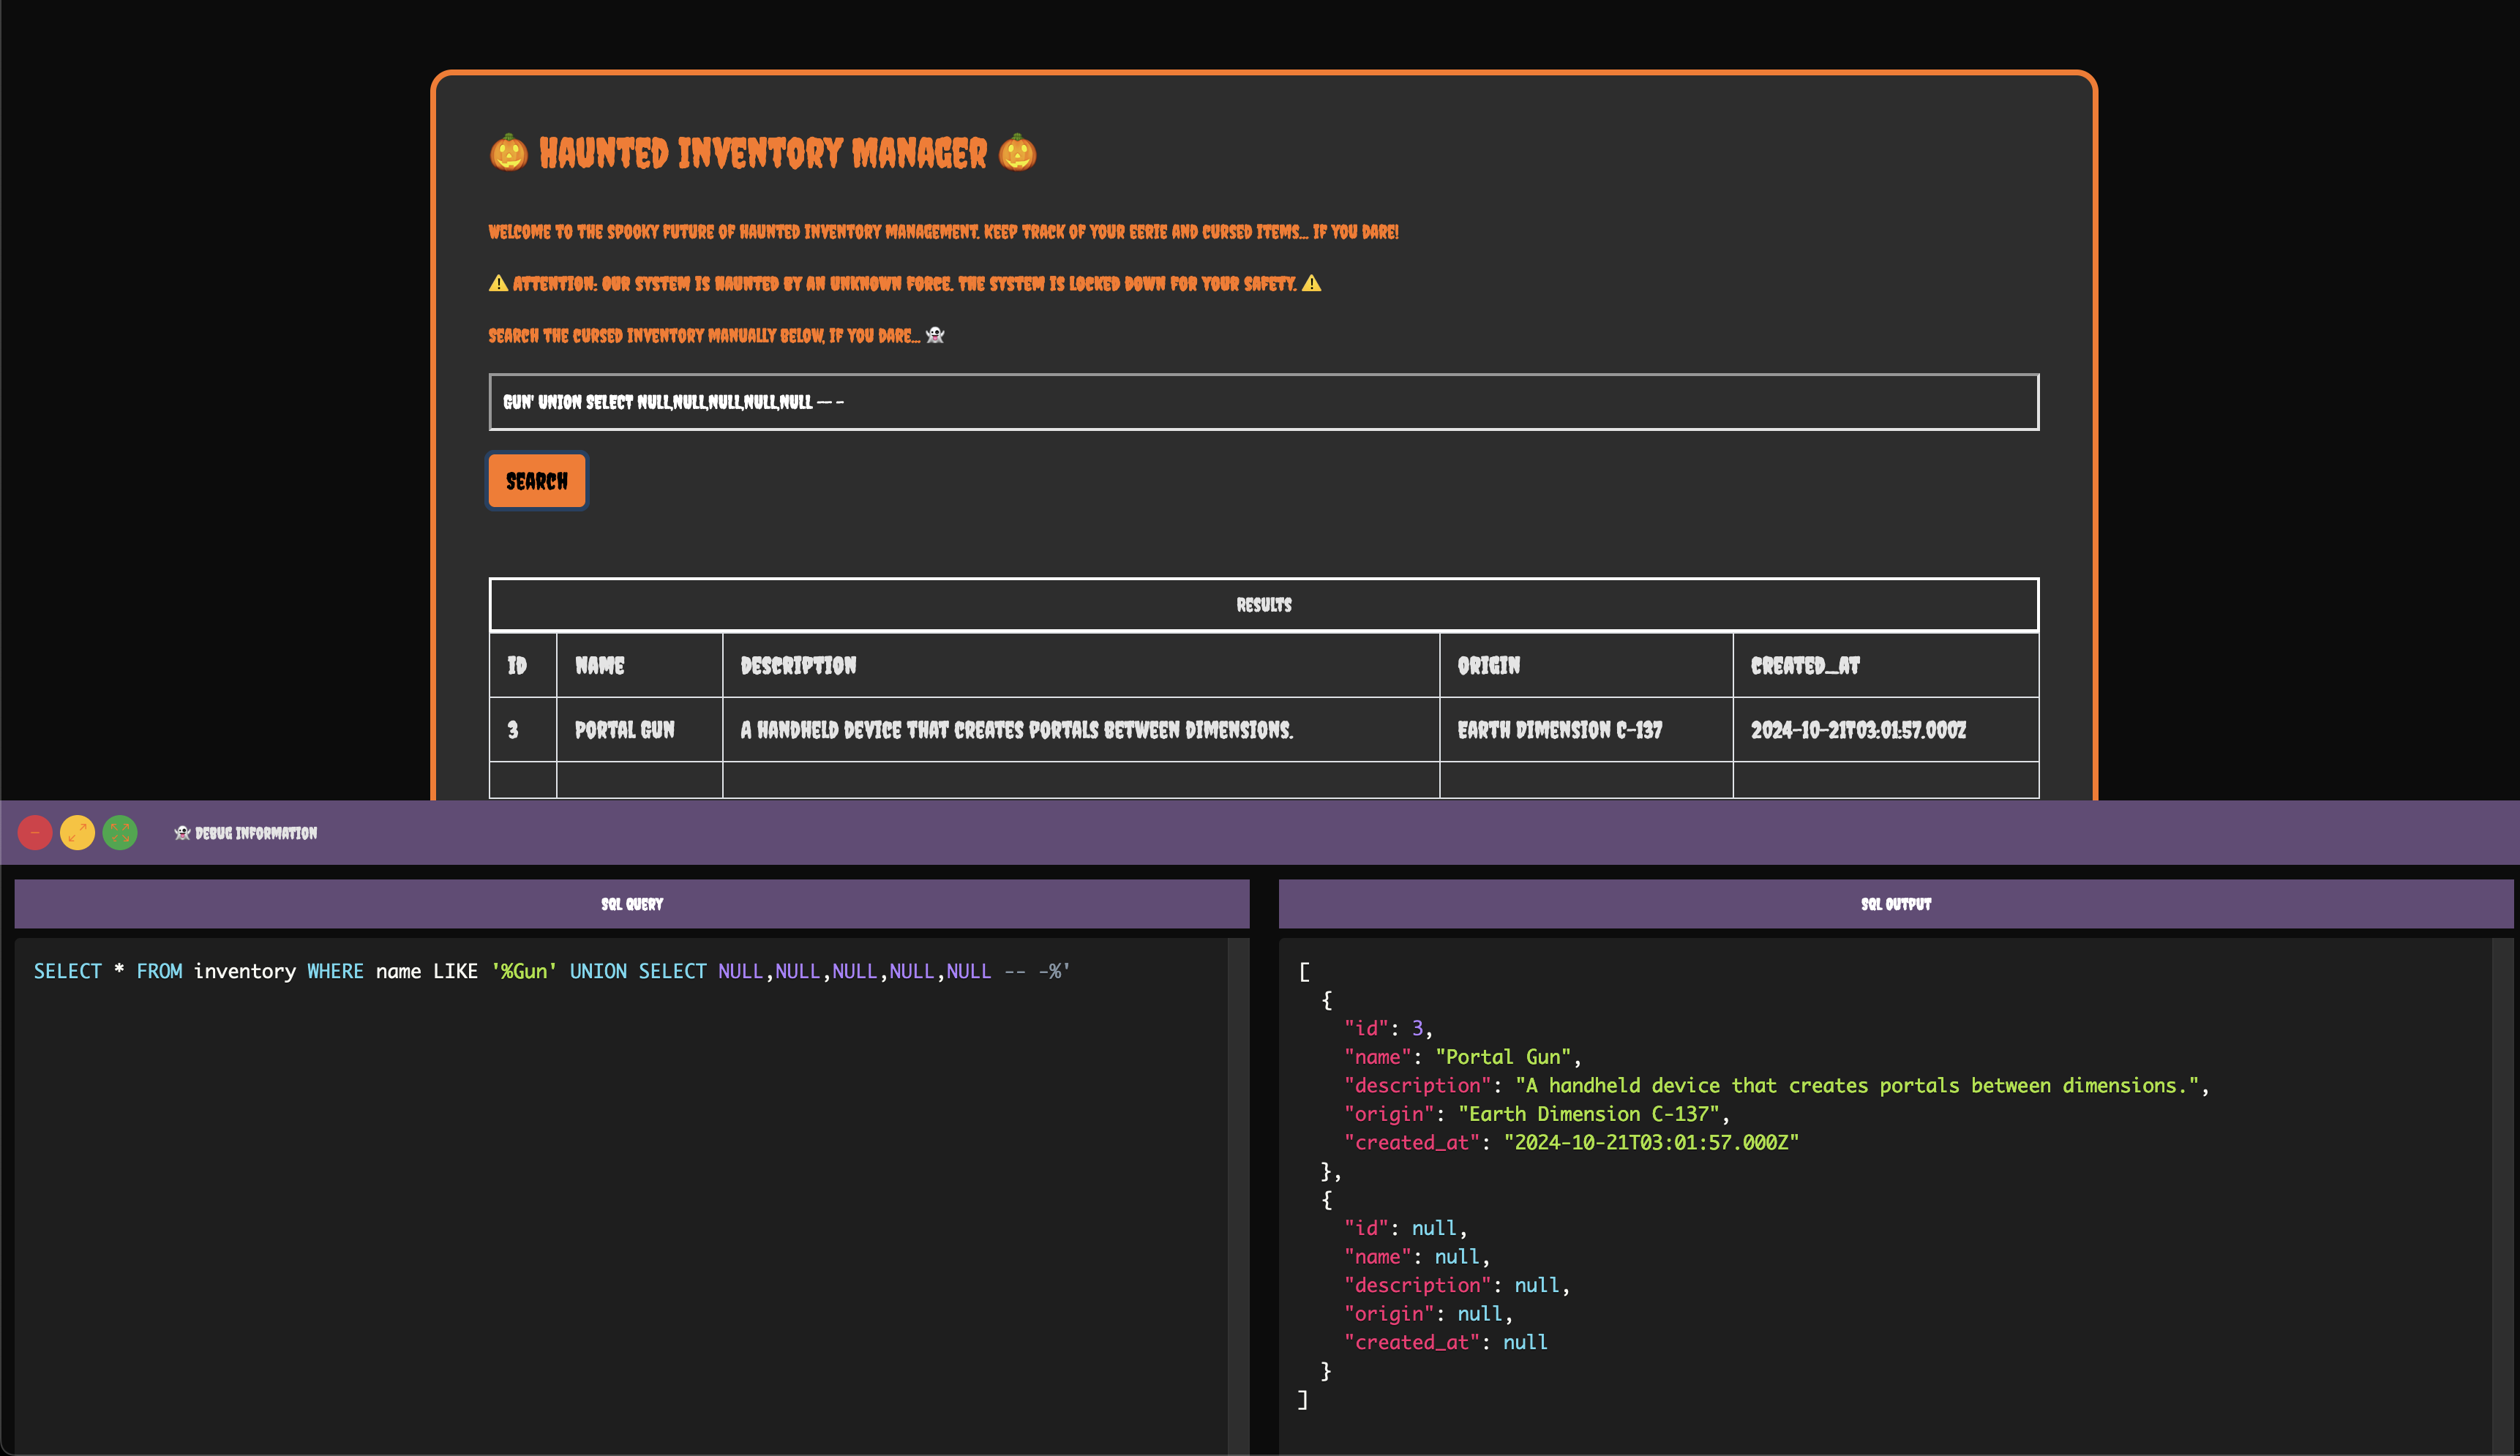 🎃 HAUNTED INVENTORY MANAGER 🎃
WELCOME TO THE SPOOKY FUTURE OF HAUNTED INVENTORY MANAGEMENT. KEEP TRACK OF YOUR EERIE AND CURSED ITEMS... IF YOU DARE!
⚠️ ATTENTION: OUR SYSTEM IS HAUNTED BY AN UNKNOWN FORCE. THE SYSTEM IS LOCKED DOWN FOR YOUR SAFETY. ⚠️
SEARCH THE CURSED INVENTORY MANUALLY BELOW, IF YOU DARE... 👻
GUN' UNION SELECT NULL,NULL,NULL,NULL,NULL -- -
SEARCH
RESULTS
ID NAME DESCRIPTION ORIGIN CREATED_AT
3 PORTAL GUN A HANDHELD DEVICE THAT CREATES PORTALS BETWEEN DIMENSIONS. EARTH DIMENSION C-137 2024-10-21T03:01:57.000Z
👻 DEBUG INFORMATION
SQL QUERY
SELECT * FROM inventory WHERE name LIKE '%Gun' UNION SELECT NULL,NULL,NULL,NULL,NULL -- -%'
SQL OUTPUT
[
{
"id": 3,
"name": "Portal Gun",
"description": "A handheld device that creates portals between dimensions.",
"origin": "Earth Dimension C-137",
"created_at": "2024-10-21T03:01:57.000Z"
},
{
"id": null,
"name": null,
"description": null,
"origin": null,
"created_at": null
}
]